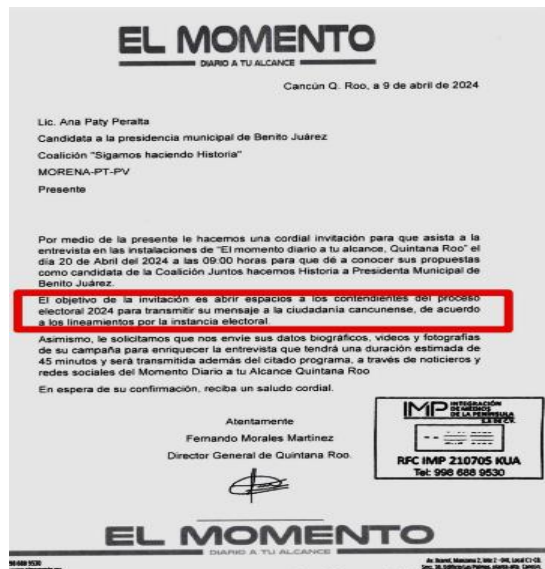 EL MOMENTO
DIARIO A TU ALCANCE
Cancún Q. Roo, a 9 de abril de 2024
Lic. Ana Paty Peralta
Candidata a la presidencia municipal de Benito Juárez
Coalición "Sigamos haciendo Historia"
MORENA-PT-PV
Presente
Por medio de la presente le hacemos una cordial invitación para que asista a la
entrevista en las instalaciones de "El momento diario a tu alcance, Quintana Roo" el
día 20 de Abril del 2024 a las 09:00 horas para que dé a conocer sus propuestas
como candidata de la Coalición Juntos hacemos Historia a Presidenta Municipal de
Benito Juárez.
El objetivo de la invitación es abrir espacios a los contendientes del proceso
electoral 2024 para transmitir su mensaje a la ciudadanía cancunense, de acuerdo
a los lineamientos por la instancia electoral.
Asimismo, le solicitamos que nos envíe sus datos biográficos, videos y fotografías
de su campaña para enriquecer la entrevista que tendrá una duración estimada de
45 minutos y será transmitida además del citado programa, a través de noticieros y
redes sociales del Momento Diario a tu Alcance Quintana Roo
En espera de su confirmación, reciba un saludo cordial.
Atentamente
Fernando Morales Martínez
Director General de Quintana Roo.
IMP INTEGRACIÓN
DE MEDIOS
DE LA PENÍNSULA
S.A DE C.V.
RFC IMP 210705 KUA
Tel: 998 688 9530
EL MOMENTO
DIARIO A TU ALCANCE
98 688 9530